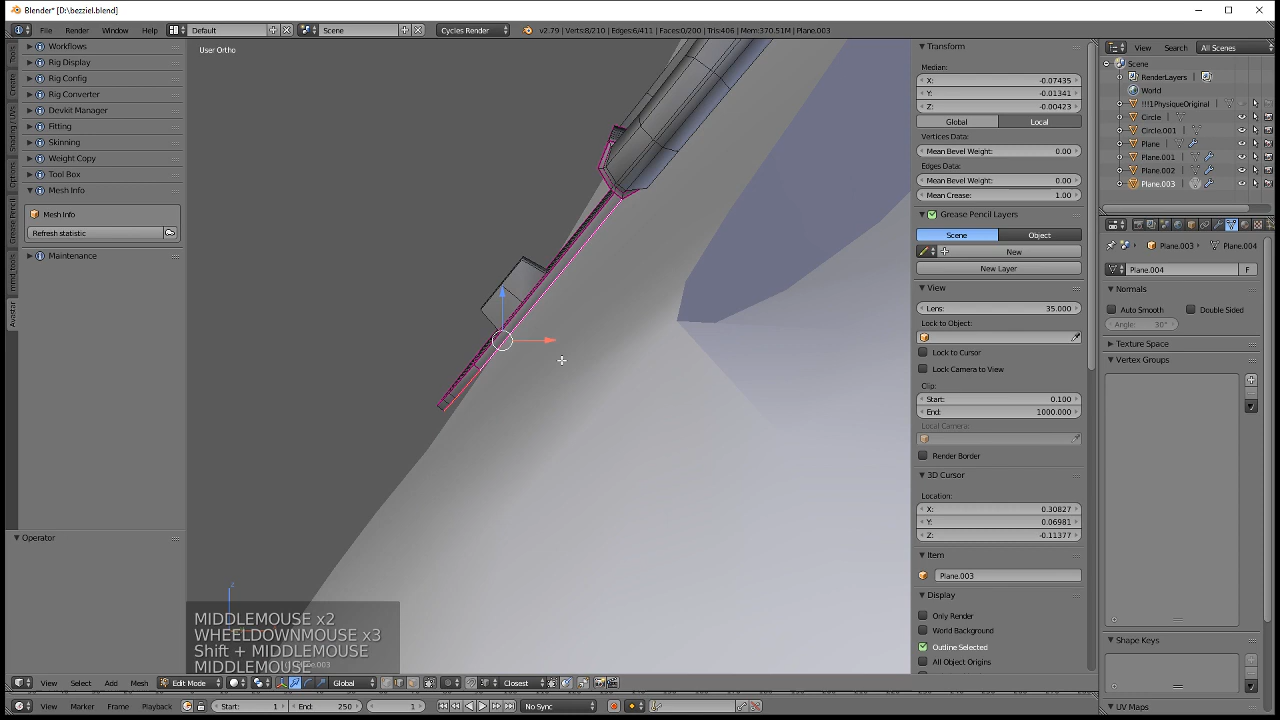 Blender* [D:\bezziel.blend]
File Render Window Help Default Scene Cycles Render v2.79 | Verts:8/210 | Edges:6/411 | Faces:0/200 | Tris:406 | Mem:370.51M | Plane.003 View Search All Scenes
Workflows
Rig Display
Rig Config
Rig Converter
Devkit Manager
Fitting
Skinning
Weight Copy
Tool Box
Mesh Info
Mesh Info
Refresh statistic
Maintenance
Tools
Create
Shading / UVs
Options
Grease Pencil
mmd_tools
Avastar
Operator
User Ortho
MIDDLEMOUSE x2
WHEELDOWNMOUSE x3
Shift + MIDDLEMOUSE
MIDDLEMOUSE
Transform
Median:
X: -0.07435
Y: -0.01341
Z: -0.00423
Global Local
Vertices Data:
Mean Bevel Weight: 0.00
Edges Data:
Mean Bevel Weight: 0.00
Mean Crease: 1.00
Grease Pencil Layers
Scene Object
New
New Layer
View
Lens: 35.000
Lock to Object:
Lock to Cursor
Lock Camera to View
Clip:
Start: 0.100
End: 1000.000
Local Camera:
Render Border
3D Cursor
Location:
X: 0.30827
Y: 0.06981
Z: -0.11377
Item
Plane.003
Display
Only Render
World Background
Outline Selected
All Object Origins
Scene
RenderLayers
World
!!!1PhysiqueOriginal
Circle
Circle.001
Plane
Plane.001
Plane.002
Plane.003
Plane.003 Plane.004
Plane.004 F
Normals
Auto Smooth Double Sided
Angle: 30°
Texture Space
Vertex Groups
Shape Keys
UV Maps
View Select Add Mesh Edit Mode Global Closest
View Marker Frame Playback Start: 1 End: 250 1 No Sync